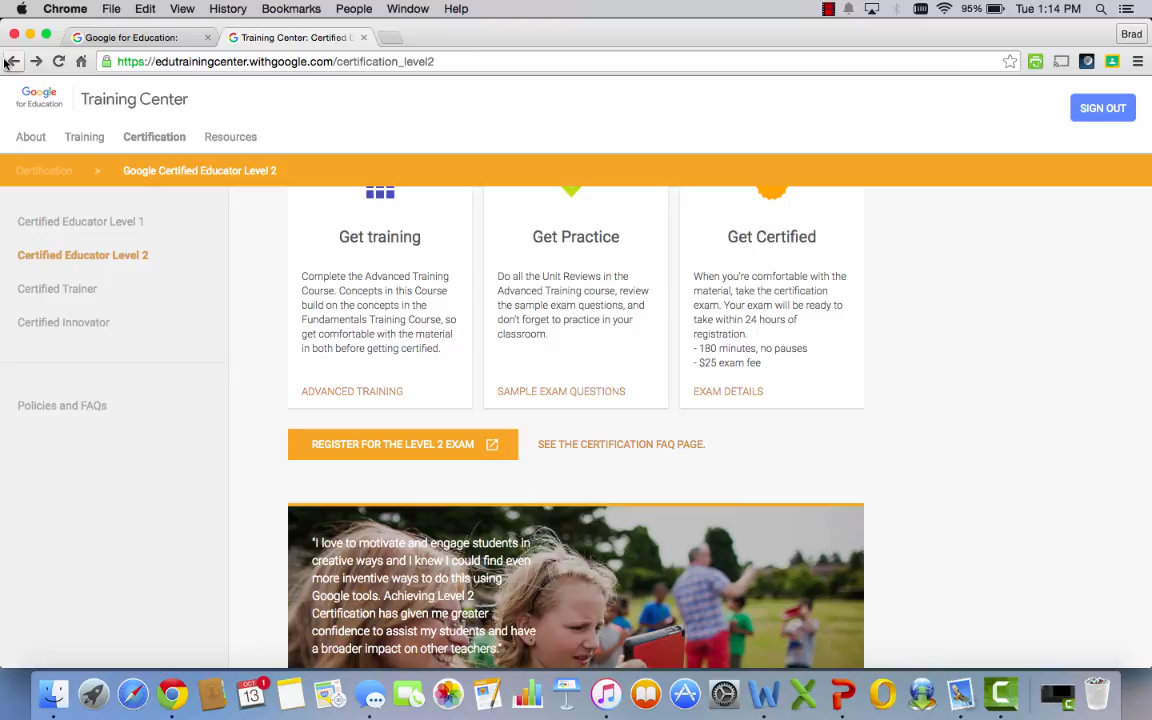 Chrome File Edit View History Bookmarks People Window Help 95% Tue 1:14 PM
Google for Education: Training Center: Certified Brad
https://edutrainingcenter.withgoogle.com/certification_level2
Google
for Education
Training Center
SIGN OUT
About Training Certification Resources
Certification > Google Certified Educator Level 2
Certified Educator Level 1
Certified Educator Level 2
Certified Trainer
Certified Innovator
Policies and FAQs
Get training
Complete the Advanced Training
Course. Concepts in this Course
build on the concepts in the
Fundamentals Training Course, so
get comfortable with the material
in both before getting certified.
ADVANCED TRAINING
Get Practice
Do all the Unit Reviews in the
Advanced Training course, review
the sample exam questions, and
don't forget to practice in your
classroom.
SAMPLE EXAM QUESTIONS
Get Certified
When you're comfortable with the
material, take the certification
exam. Your exam will be ready to
take within 24 hours of
registration.
- 180 minutes, no pauses
- $25 exam fee
EXAM DETAILS
REGISTER FOR THE LEVEL 2 EXAM
SEE THE CERTIFICATION FAQ PAGE.
"I love to motivate and engage students in
creative ways and I knew I could find even
more inventive ways to do this using
Google tools. Achieving Level 2
Certification has given me greater
confidence to assist my students and have
a broader impact on other teachers."
OCT
13
1